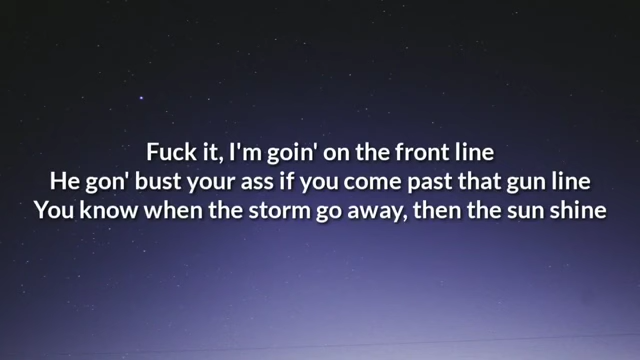 Fuck it, I'm goin' on the front line
He gon' bust your ass if you come past that gun line
You know when the storm go away, then the sun shine